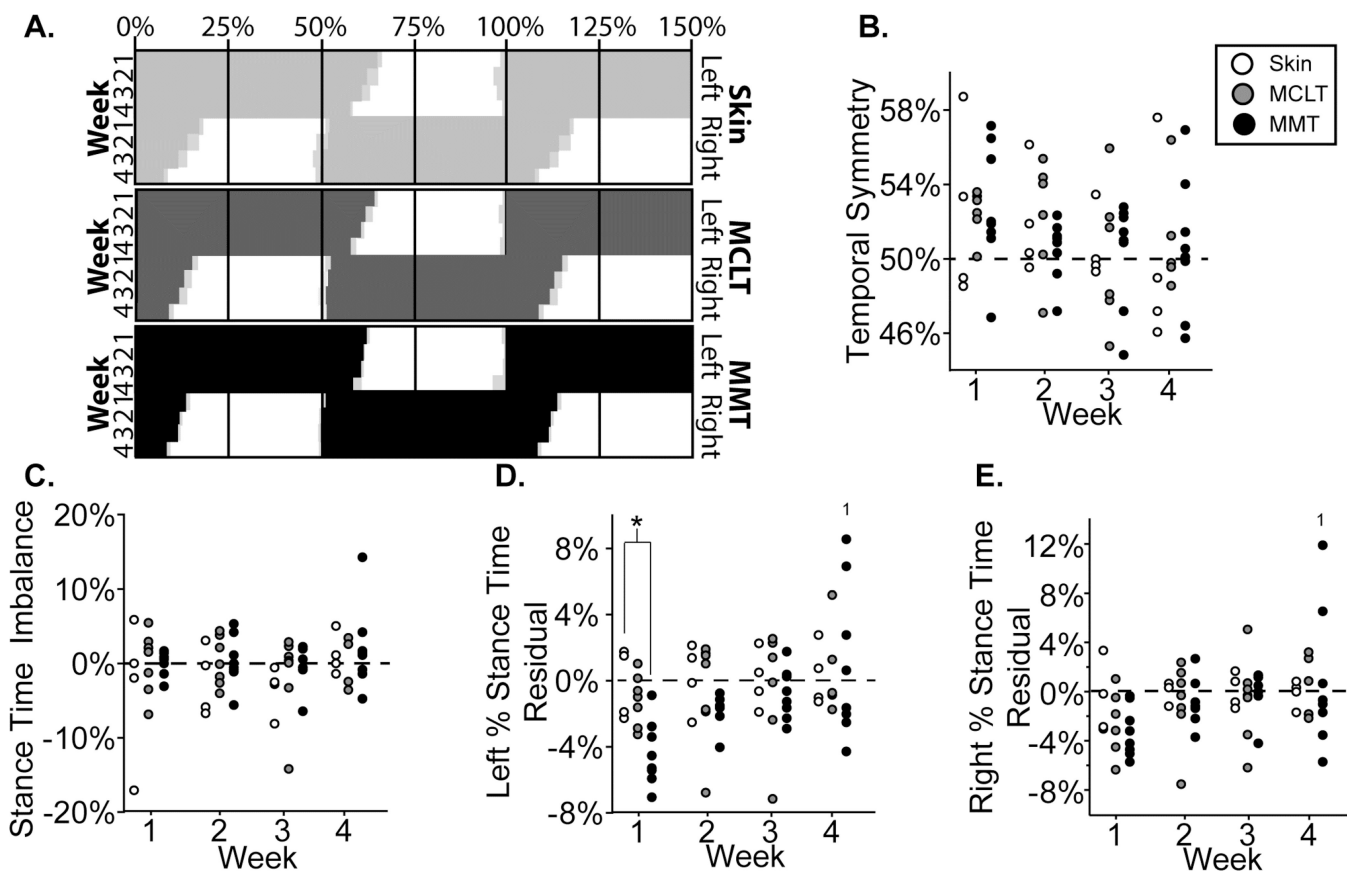 A.
0% 25% 50% 75% 100% 125% 150%
Week
4321
4321
Left
Right
Skin
Week
4321
4321
Left
Right
MCLT
Week
4321
4321
Left
Right
MMT
B.
Skin
MCLT
MMT
Temporal Symmetry
58%
54%
50%
46%
1 2 3 4
Week
C.
Stance Time Imbalance
20%
10%
0%
-10%
-20%
1 2 3 4
Week
D.
Left % Stance Time
Residual
8%
4%
0%
-4%
-8%
*
1
1 2 3 4
Week
E.
Right % Stance Time
Residual
12%
8%
4%
0%
-4%
-8%
1
1 2 3 4
Week